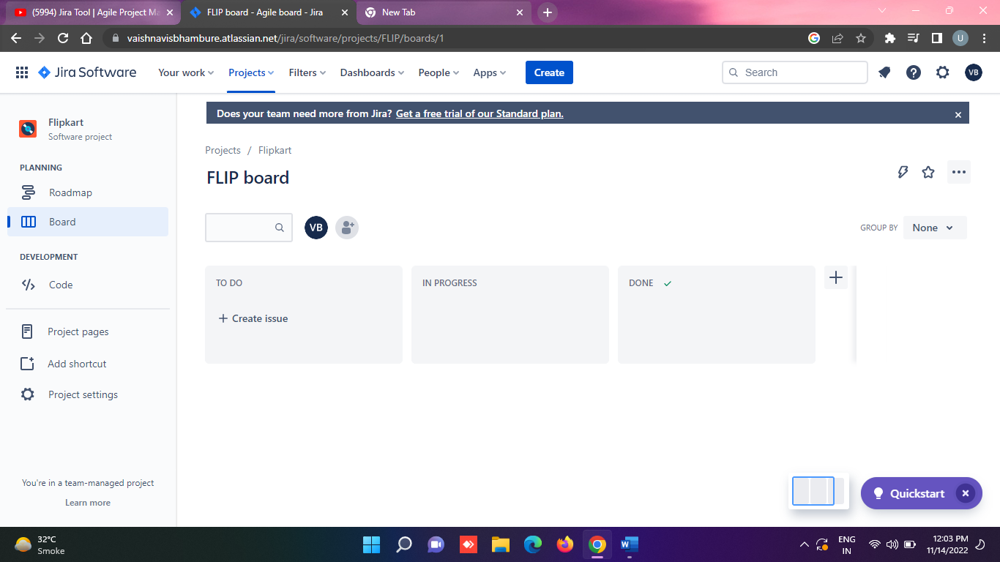 (5994) Jira Tool | Agile Project Ma
FLIP board - Agile board - Jira
New Tab
vaishnavisbhambure.atlassian.net/jira/software/projects/FLIP/boards/1
U
Jira Software
Your work
Projects
Filters
Dashboards
People
Apps
Create
Search
VB
Does your team need more from Jira? Get a free trial of our Standard plan.
Flipkart
Software project
PLANNING
Roadmap
Board
DEVELOPMENT
Code
Project pages
Add shortcut
Project settings
You're in a team-managed project
Learn more
Projects / Flipkart
FLIP board
VB
GROUP BY None
TO DO
Create issue
IN PROGRESS
DONE
Quickstart
32°C
Smoke
ENG
IN
12:03 PM
11/14/2022